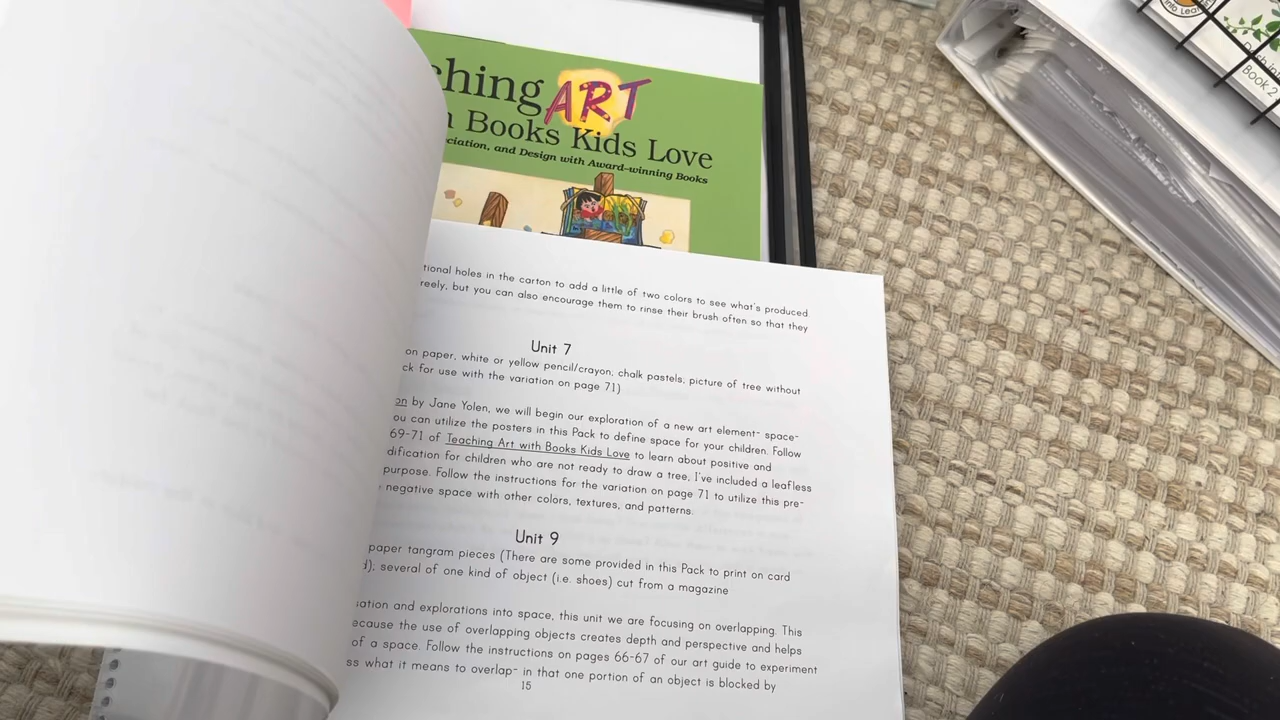 ching ART
n Books Kids Love
ciation, and Design with Award-winning Books
into Lear
Book 2
tional holes in the carton to add a little of two colors to see what's produced
reely, but you can also encourage them to rinse their brush often so that they
Unit 7
on paper, white or yellow pencil/crayon; chalk pastels; picture of tree without
ck for use with the variation on page 71)
on by Jane Yolen, we will begin our exploration of a new art element- space-
ou can utilize the posters in this Pack to define space for your children. Follow
69-71 of Teaching Art with Books Kids Love to learn about positive and
dification for children who are not ready to draw a tree, I've included a leafless
purpose. Follow the instructions for the variation on page 71 to utilize this pre-
negative space with other colors, textures, and patterns.
Unit 9
paper tangram pieces (There are some provided in this Pack to print on card
d); several of one kind of object (i.e. shoes) cut from a magazine
uation and explorations into space, this unit we are focusing on overlapping. This
ecause the use of overlapping objects creates depth and perspective and helps
of a space. Follow the instructions on pages 66-67 of our art guide to experiment
ss what it means to overlap- in that one portion of an object is blocked by
15